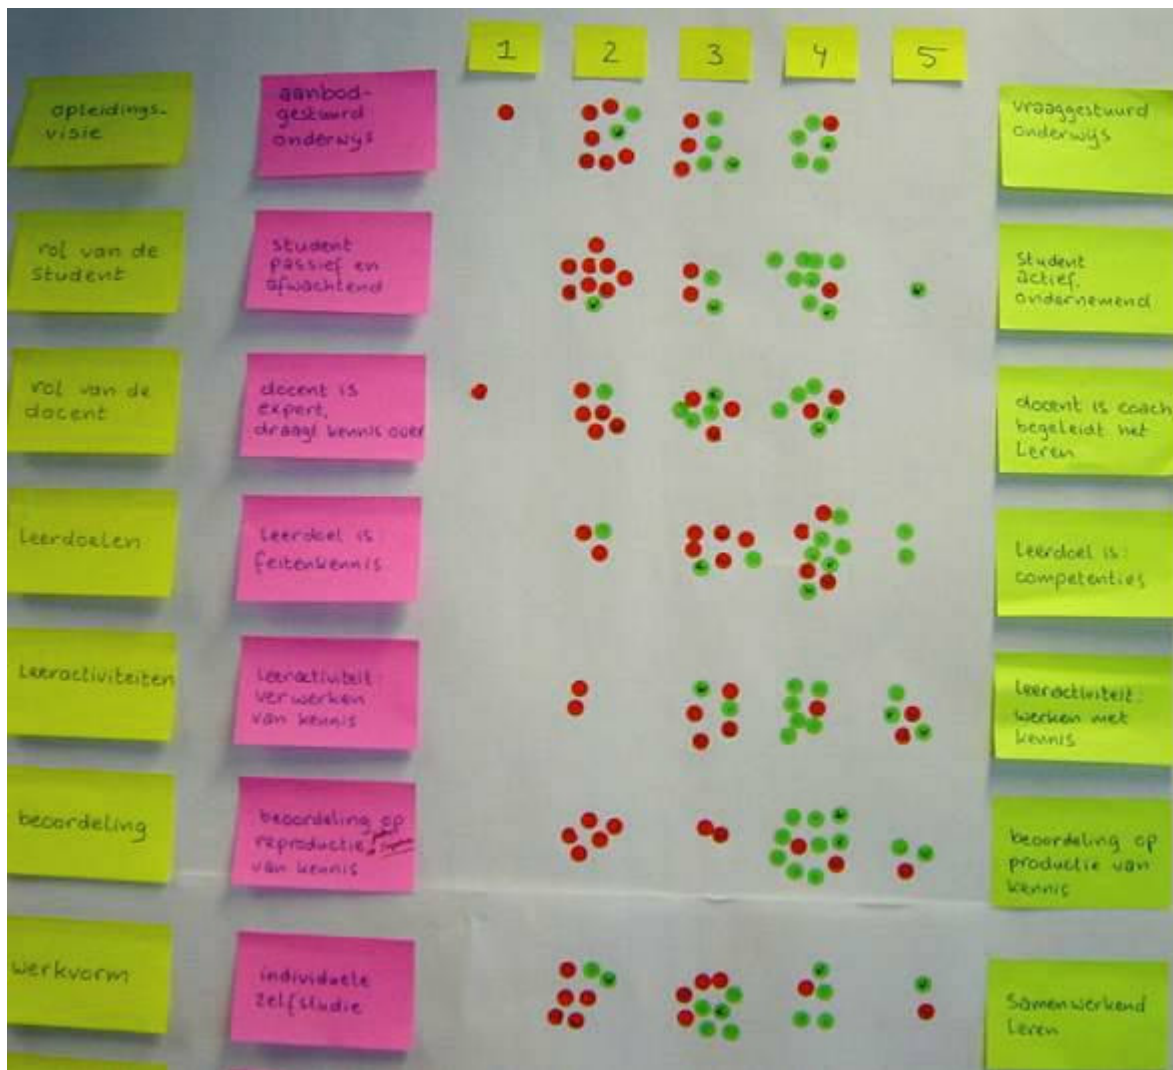 1 2 3 4 5
opleidings-
visie
aanbod-
gestuurd
onderwijs
vraaggestuurd
onderwijs
rol van de
student
student
passief en
afwachtend
Student
actief,
ondernemend
rol van de
docent
docent is
expert,
draagt kennis over
docent is coach
begeleidt het
Leren
leerdoelen
leerdoel is:
feitenkennis
leerdoel is:
competenties
leeractiviteiten
leeractiviteit:
verwerken
van kennis
leeractiviteit:
werken met
kennis
beoordeling
beoordeling op
reproductie
van kennis
beoordeling op
productie van
kennis
werkvorm
individuele
zelfstudie
Samenwerkend
leren